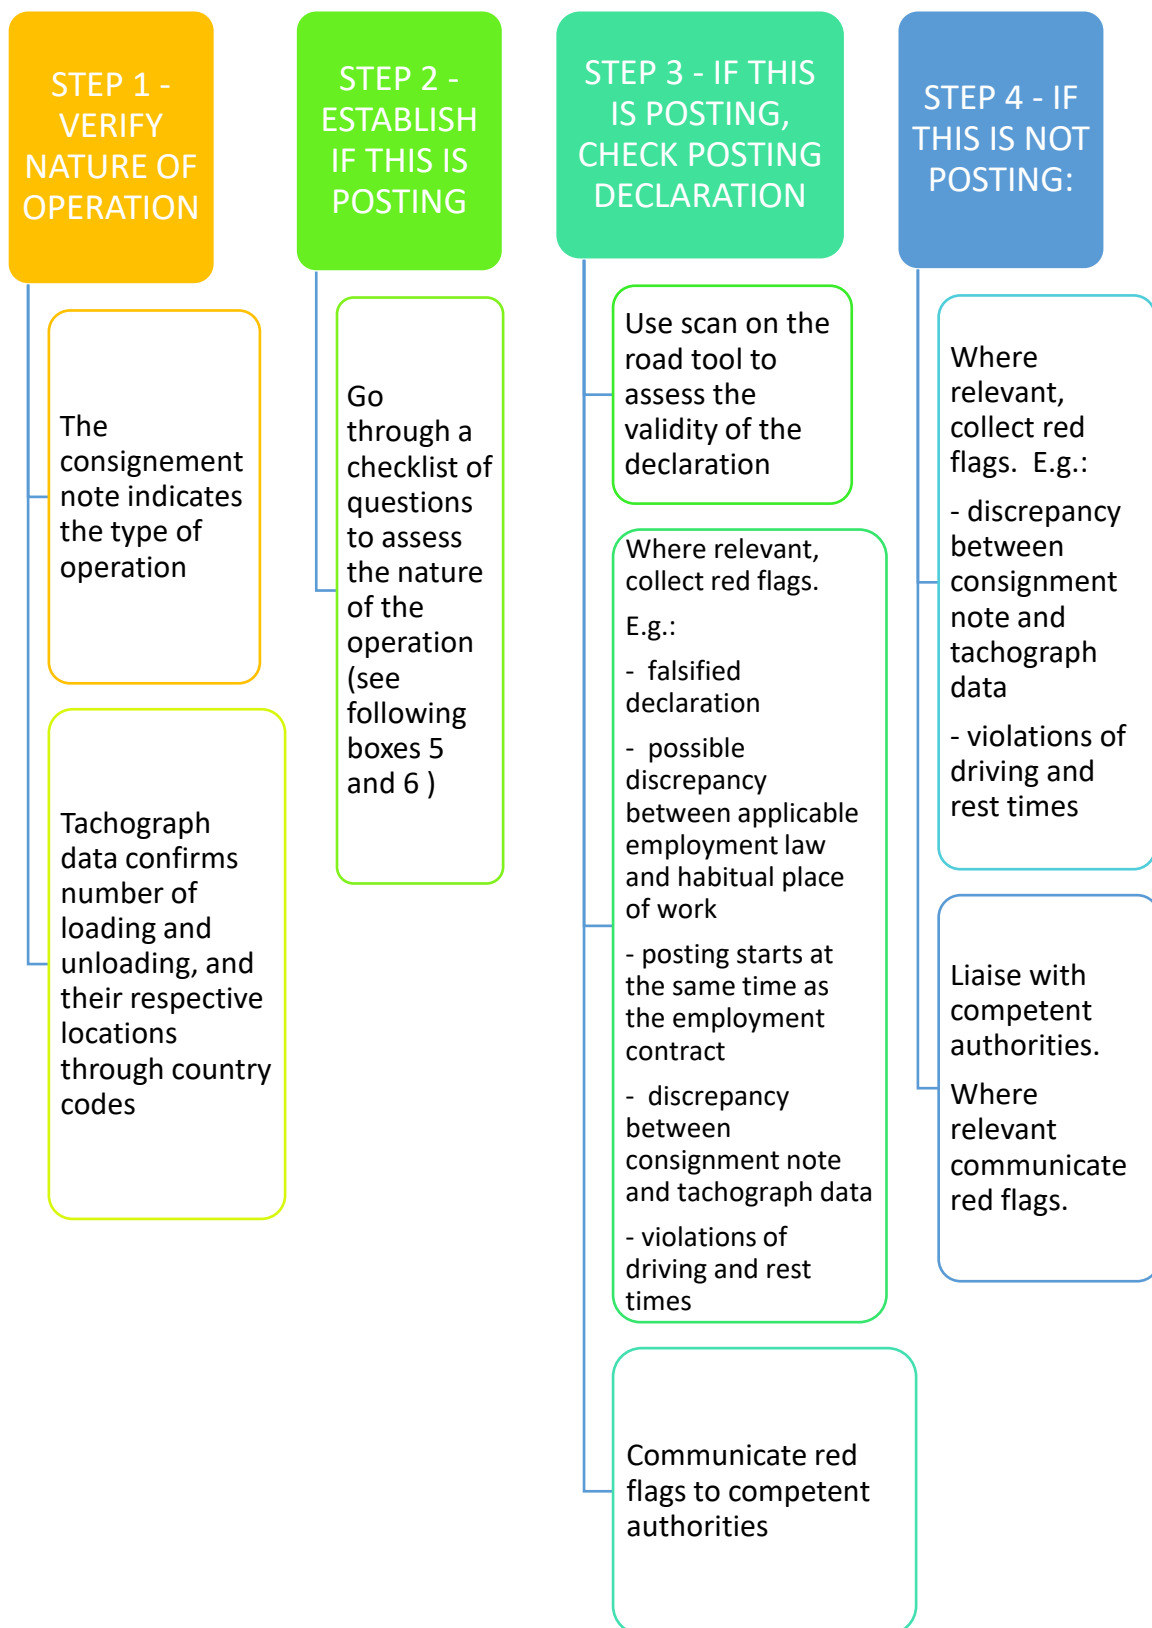 STEP 1 -
VERIFY
NATURE OF
OPERATION
The
consignement
note indicates
the type of
operation
Tachograph
data confirms
number of
loading and
unloading, and
their respective
locations
through country
codes
STEP 2 -
ESTABLISH
IF THIS IS
POSTING
Go
through a
checklist of
questions
to assess
the nature
of the
operation
(see
following
boxes 5
and 6 )
STEP 3 - IF THIS
IS POSTING,
CHECK POSTING
DECLARATION
Use scan on the
road tool to
assess the
validity of the
declaration
Where relevant,
collect red flags.
E.g.:
- falsified
declaration
- possible
discrepancy
between applicable
employment law
and habitual place
of work
- posting starts at
the same time as
the employment
contract
- discrepancy
between
consignment note
and tachograph data
- violations of
driving and rest
times
Communicate red
flags to competent
authorities
STEP 4 - IF
THIS IS NOT
POSTING:
Where
relevant,
collect red
flags. E.g.:
- discrepancy
between
consignment
note and
tachograph
data
- violations of
driving and
rest times
Liaise with
competent
authorities.
Where
relevant
communicate
red flags.